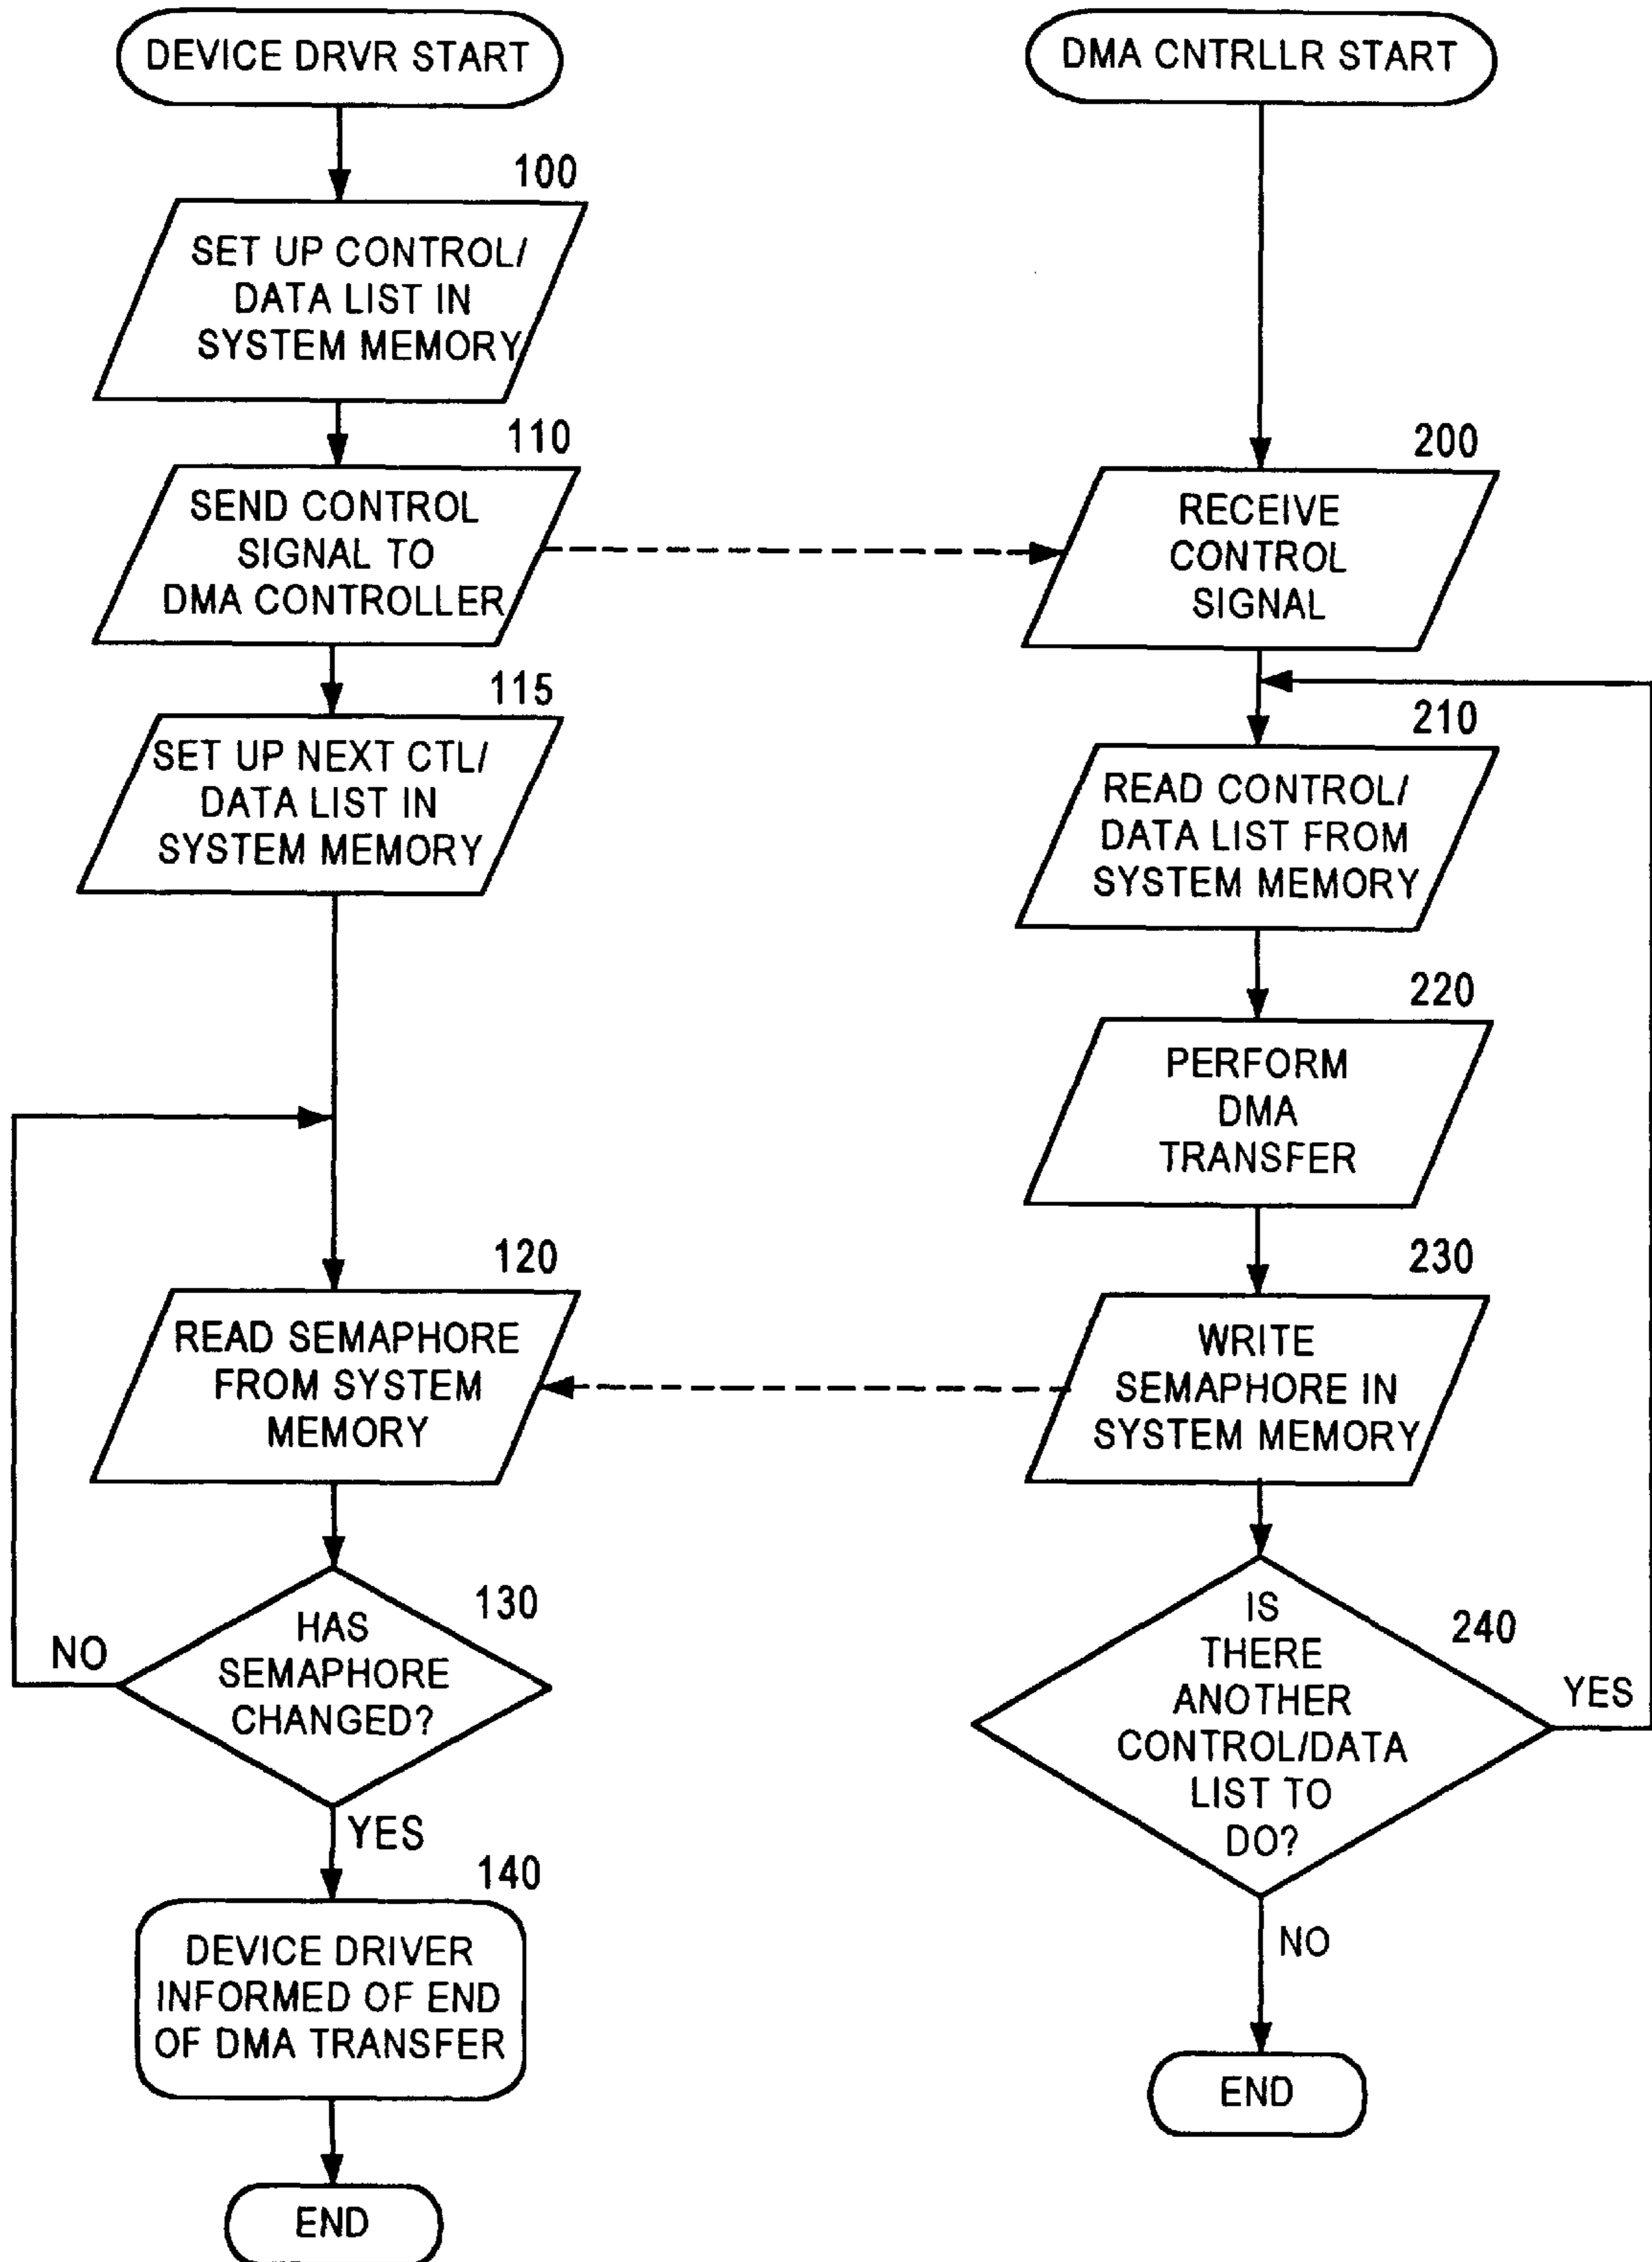 DEVICE DRVR START
100
SET UP CONTROL/
DATA LIST IN
SYSTEM MEMORY
110
SEND CONTROL
SIGNAL TO
DMA CONTROLLER
115
SET UP NEXT CTL/
DATA LIST IN
SYSTEM MEMORY
120
READ SEMAPHORE
FROM SYSTEM
MEMORY
130
HAS
SEMAPHORE
CHANGED?
NO
YES
140
DEVICE DRIVER
INFORMED OF END
OF DMA TRANSFER
END
DMA CNTRLLR START
200
RECEIVE
CONTROL
SIGNAL
210
READ CONTROL/
DATA LIST FROM
SYSTEM MEMORY
220
PERFORM
DMA
TRANSFER
230
WRITE
SEMAPHORE IN
SYSTEM MEMORY
240
IS
THERE
ANOTHER
CONTROL/DATA
LIST TO
DO?
YES
NO
END